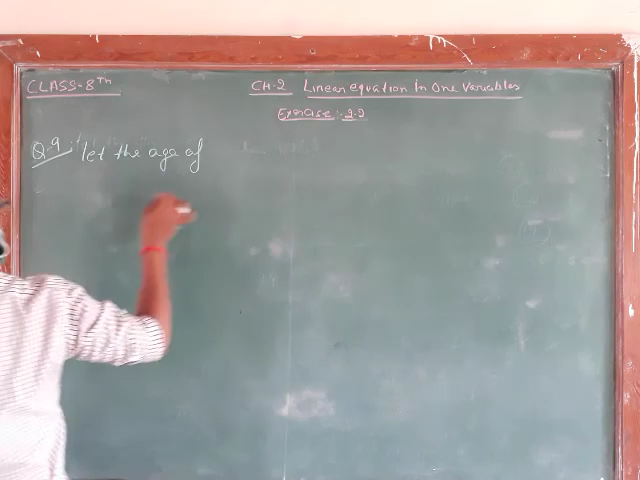 CLASS-8Th
CH-2 Linear equation In One Variables
Exercise: 2.2
Q.9: let the age of